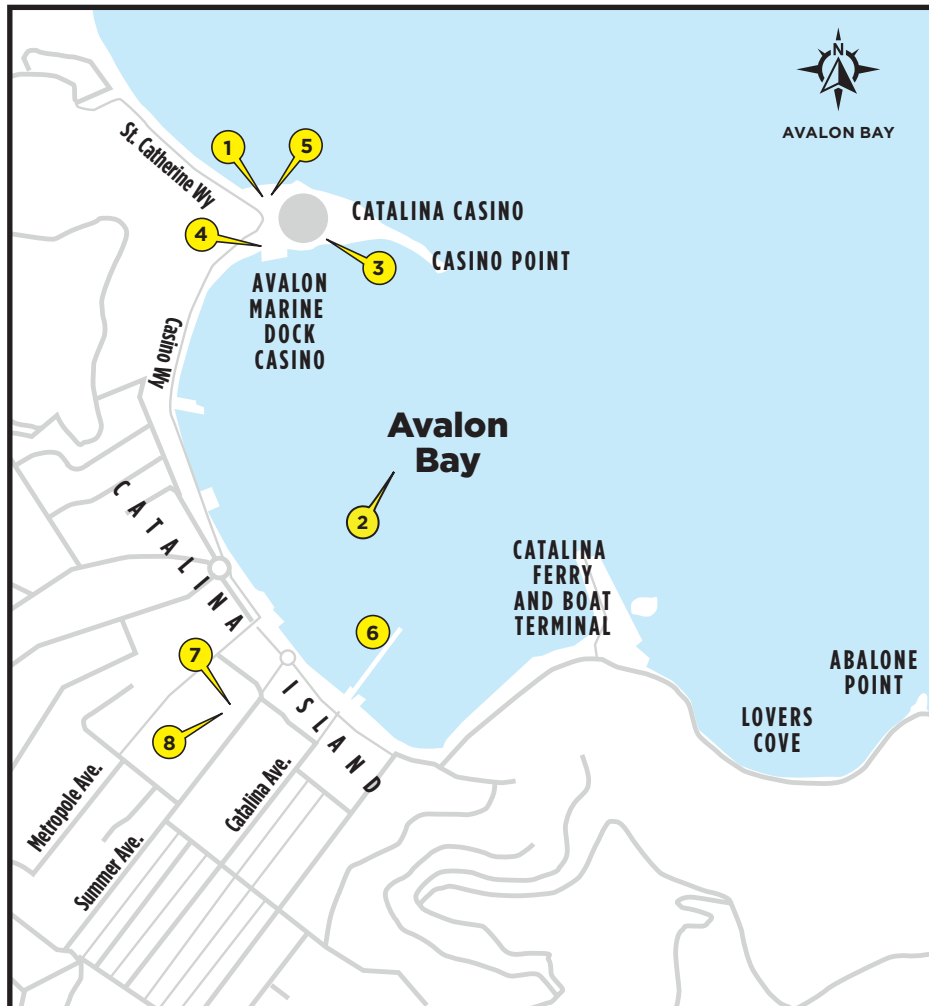 N
AVALON BAY
St. Catherine Wy
1
5
4
3
CATALINA CASINO
CASINO POINT
AVALON
MARINE
DOCK
CASINO
Casino Wy
Avalon
Bay
2
CATALINA
FERRY
AND BOAT
TERMINAL
6
CATALINA
ISLAND
7
8
ABALONE
POINT
LOVERS
COVE
Metropole Ave.
Summer Ave.
Catalina Ave.